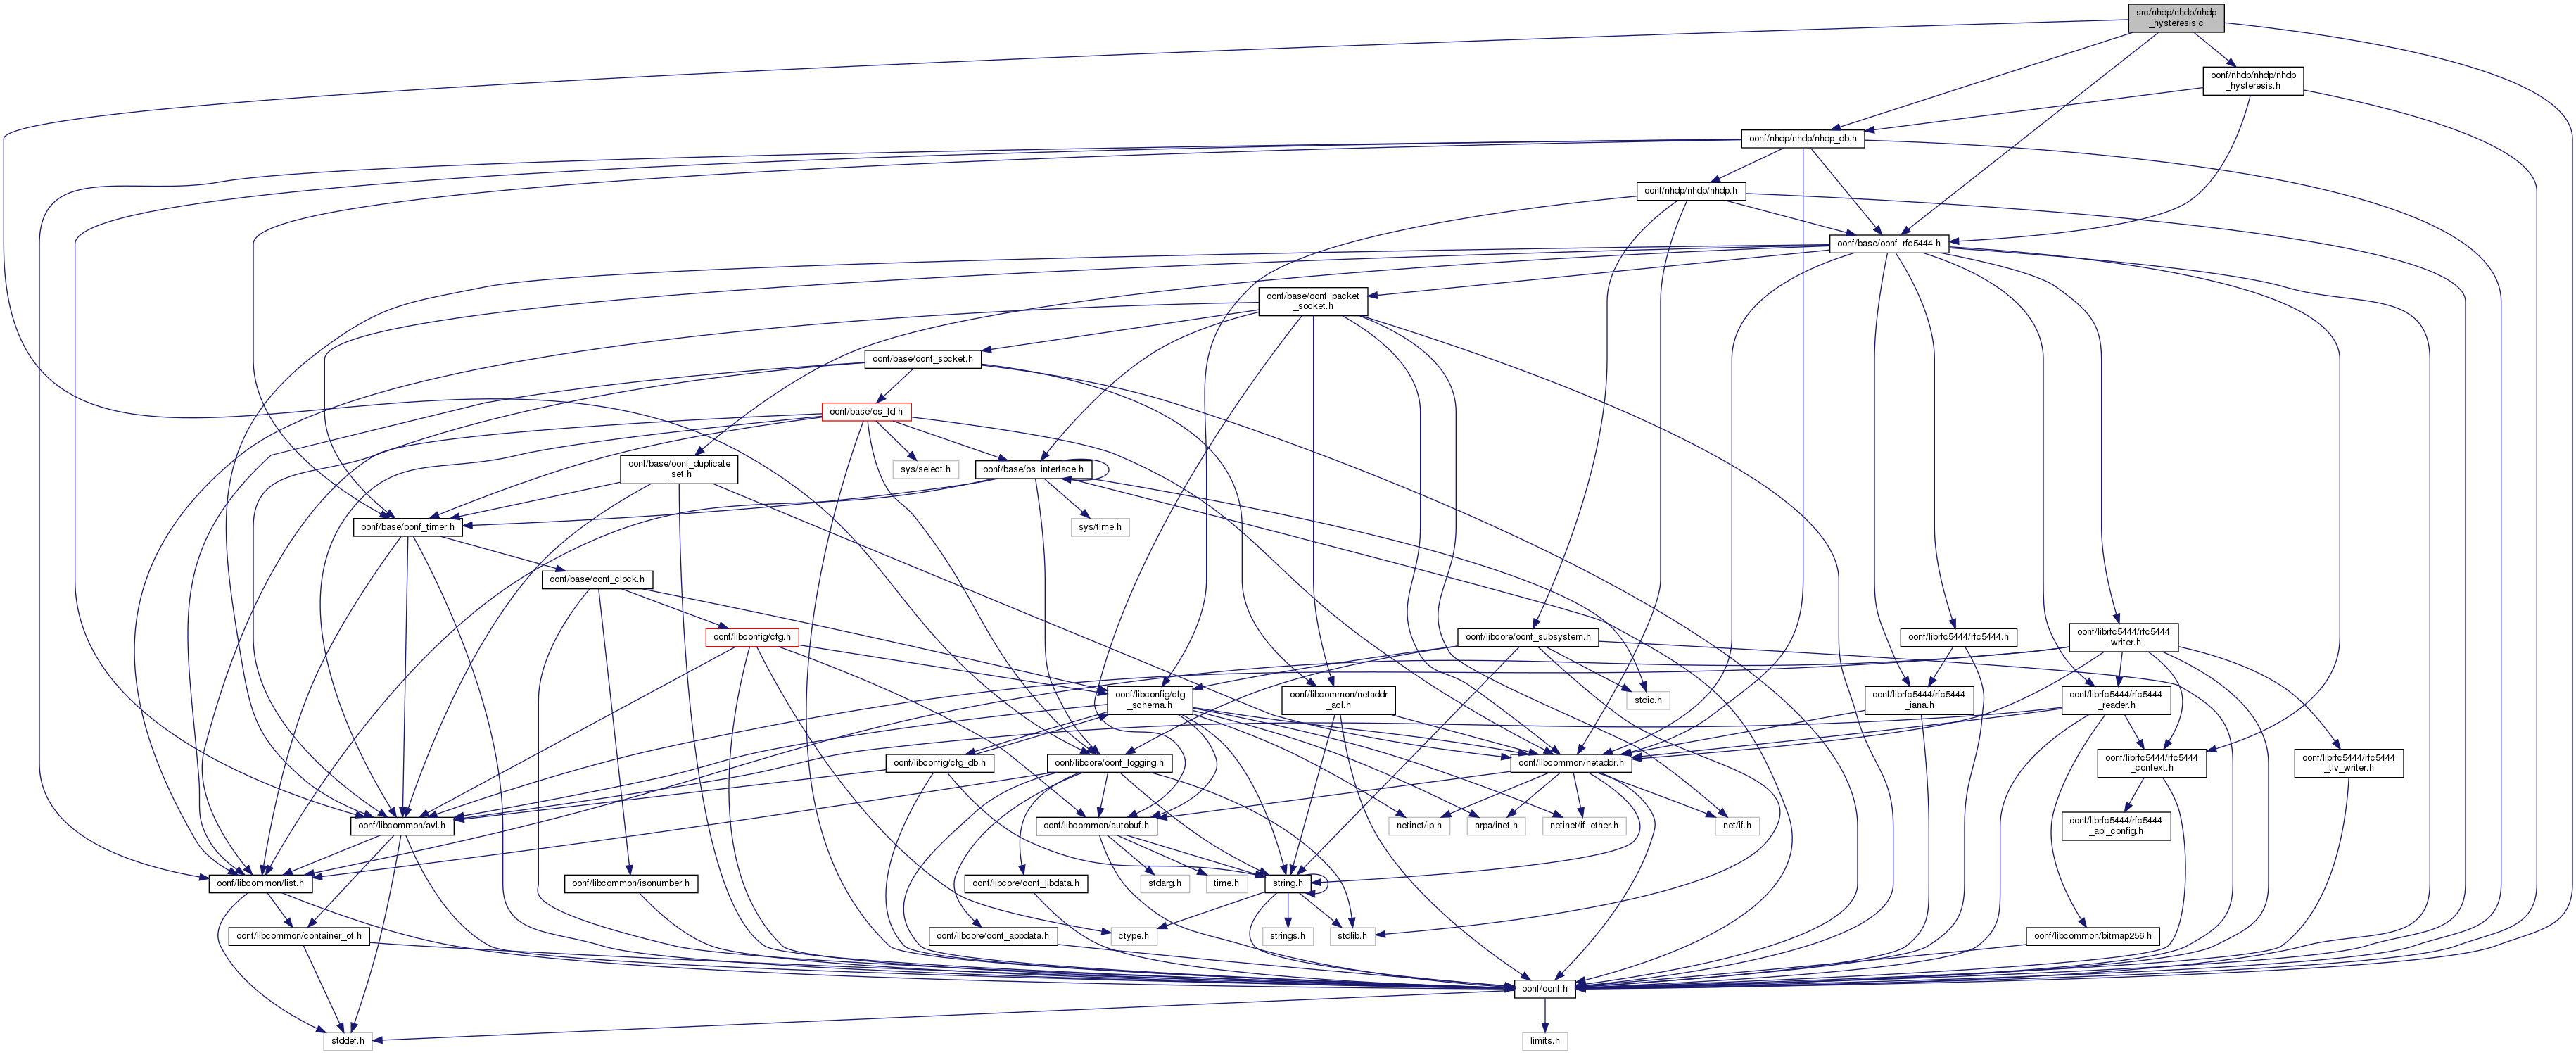 src/nhdp/nhdp/nhdp
_hysteresis.c
oonf/nhdp/nhdp/nhdp
_hysteresis.h
oonf/nhdp/nhdp/nhdp_db.h
oonf/nhdp/nhdp/nhdp.h
oonf/base/oonf_rfc5444.h
oonf/base/oonf_packet
_socket.h
oonf/base/oonf_socket.h
oonf/base/os_fd.h
oonf/base/oonf_duplicate
_set.h
sys/select.h
oonf/base/os_interface.h
oonf/base/oonf_timer.h
sys/time.h
oonf/base/oonf_clock.h
oonf/libconfig/cfg.h
oonf/libcore/oonf_subsystem.h
oonf/librfc5444/rfc5444.h
oonf/librfc5444/rfc5444
_writer.h
oonf/libconfig/cfg
_schema.h
oonf/libcommon/netaddr
_acl.h
stdio.h
oonf/librfc5444/rfc5444
_iana.h
oonf/librfc5444/rfc5444
_reader.h
oonf/libconfig/cfg_db.h
oonf/libcore/oonf_logging.h
oonf/libcommon/netaddr.h
oonf/librfc5444/rfc5444
_context.h
oonf/librfc5444/rfc5444
_tlv_writer.h
oonf/libcommon/avl.h
oonf/libcommon/autobuf.h
netinet/ip.h
arpa/inet.h
netinet/if_ether.h
net/if.h
oonf/librfc5444/rfc5444
_api_config.h
oonf/libcommon/list.h
oonf/libcommon/isonumber.h
oonf/libcore/oonf_libdata.h
stdarg.h
time.h
string.h
oonf/libcommon/container_of.h
oonf/libcore/oonf_appdata.h
ctype.h
strings.h
stdlib.h
oonf/libcommon/bitmap256.h
oonf/oonf.h
stddef.h
limits.h